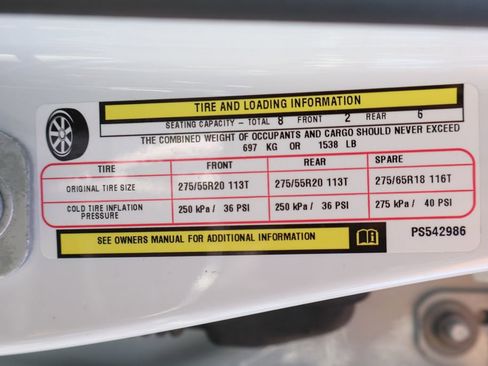 TIRE AND LOADING INFORMATION
SEATING CAPACITY - TOTAL 8 FRONT 2 REAR 6
THE COMBINED WEIGHT OF OCCUPANTS AND CARGO SHOULD NEVER EXCEED
697 KG OR 1538 LB
TIRE FRONT REAR SPARE
ORIGINAL TIRE SIZE 275/55R20 113T 275/55R20 113T 275/65R18 116T
COLD TIRE INFLATION PRESSURE 250 kPa / 36 PSI 250 kPa / 36 PSI 275 kPa / 40 PSI
SEE OWNERS MANUAL FOR ADDITIONAL INFORMATION PS542986